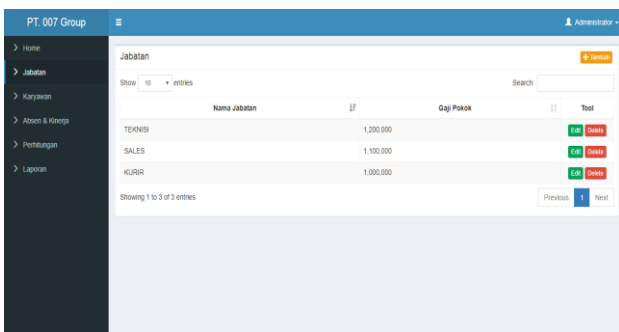 PT. 007 Group
Administrator
Home
Jabatan
Karyawan
Absen & Kinerja
Perhitungan
Laporan
Jabatan
+ Tambah
Show 10 entries
Search:
Nama Jabatan Gaji Pokok Tool
TEKNISI 1,200,000 Edit Delete
SALES 1,100,000 Edit Delete
KURIR 1,000,000 Edit Delete
Showing 1 to 3 of 3 entries
Previous 1 Next